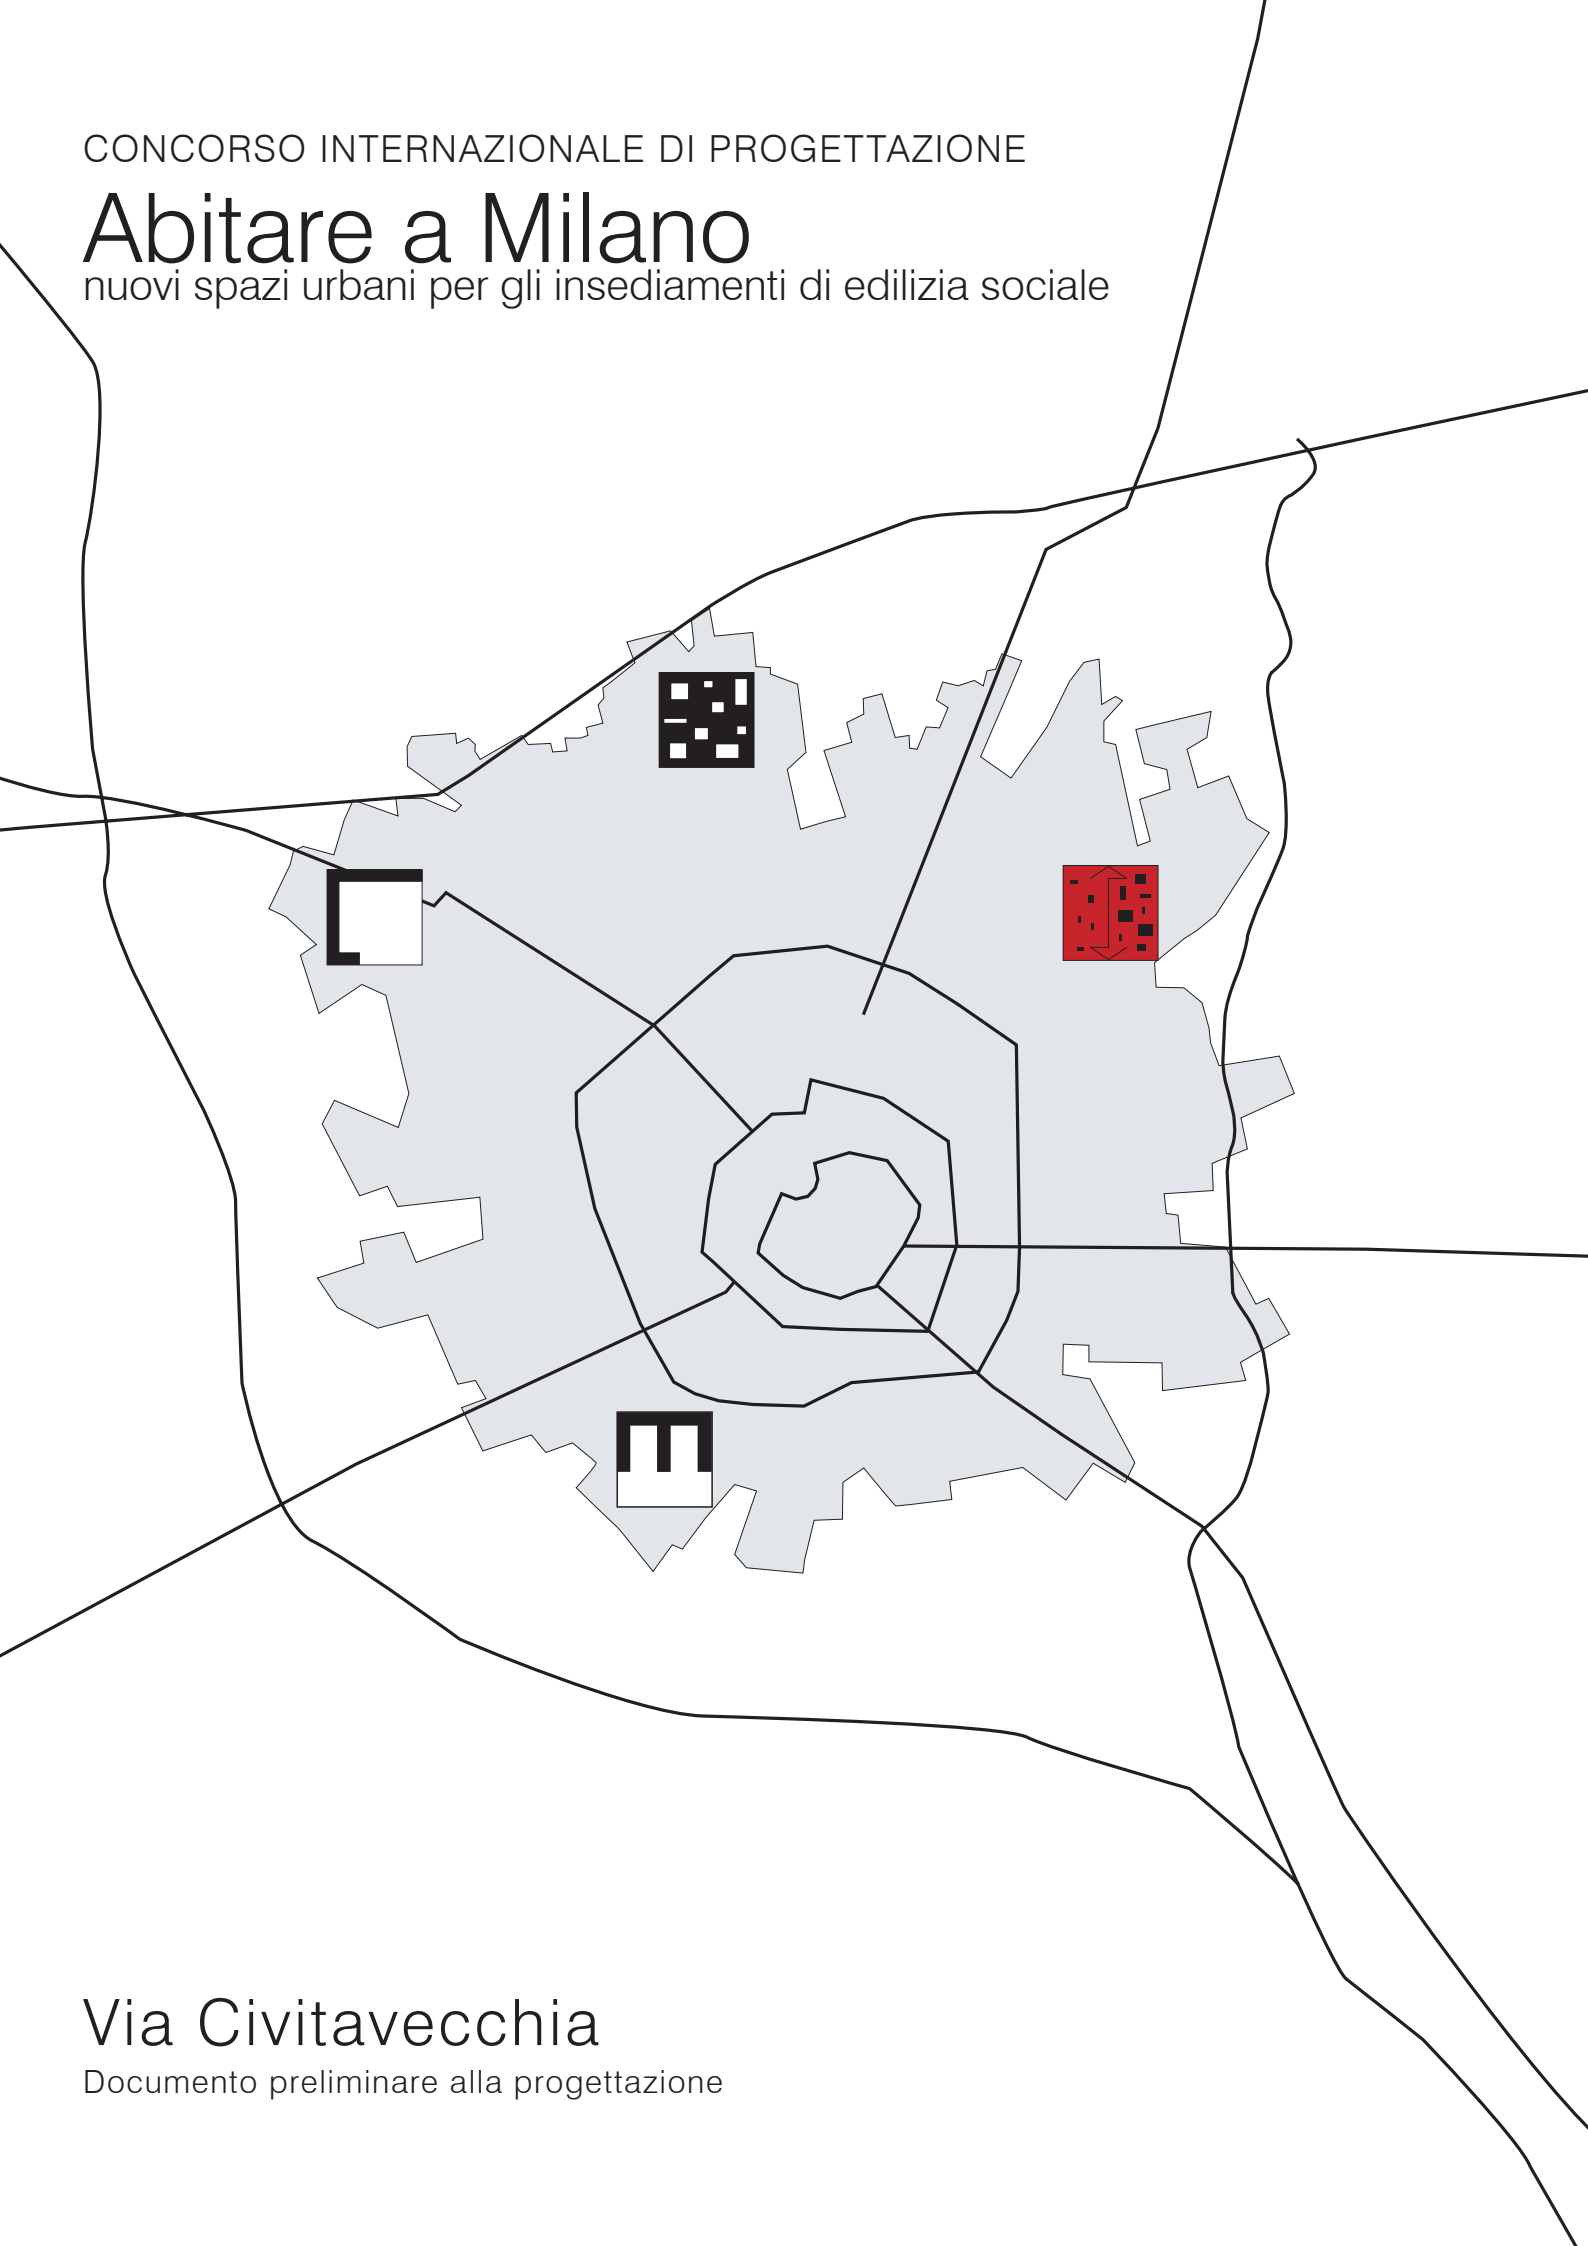 CONCORSO INTERNAZIONALE DI PROGETTAZIONE
Abitare a Milano
nuovi spazi urbani per gli insediamenti di edilizia sociale
Via Civitavecchia
Documento preliminare alla progettazione